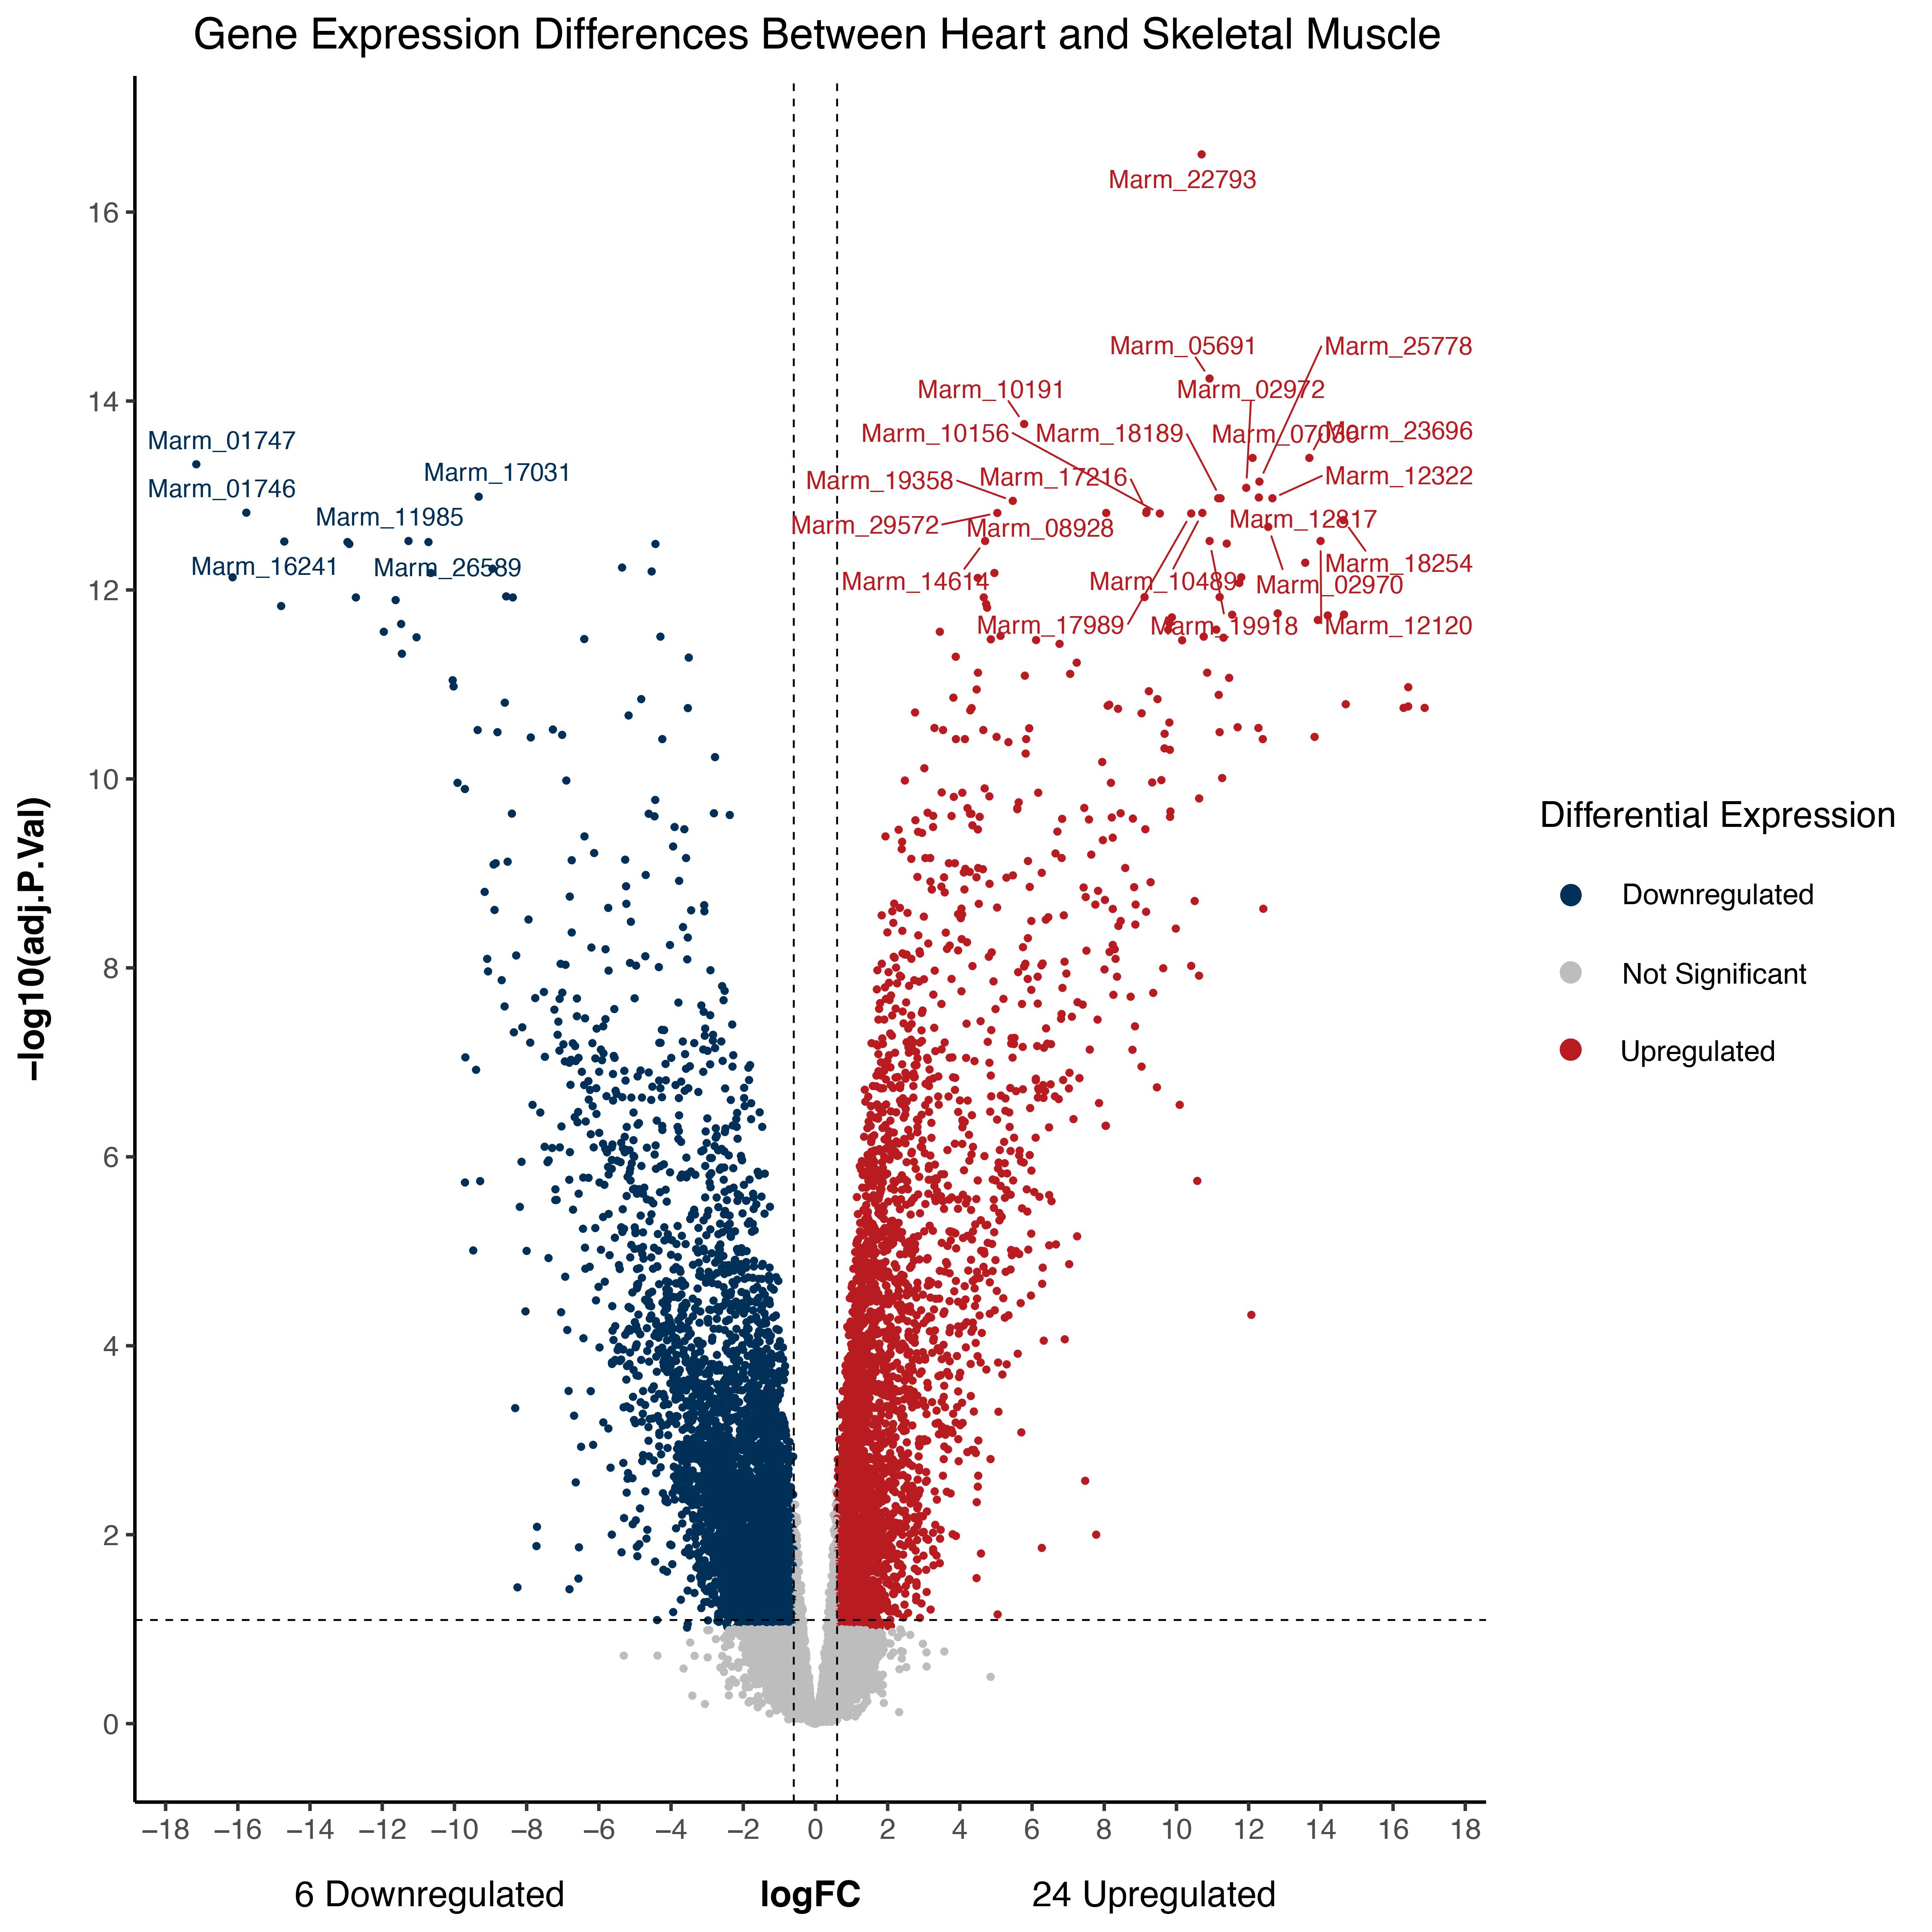 Gene Expression Differences Between Heart and Skeletal Muscle
−log10(adj.P.Val)
16
14
12
10
8
6
4
2
0
Marm_22793
Marm_05691
Marm_25778
Marm_10191
Marm_02972
Marm_10156
Marm_18189
Marm_07030
Marm_23696
Marm_01747
Marm_17031
Marm_19358
Marm_17216
Marm_12322
Marm_01746
Marm_11985
Marm_29572
Marm_08928
Marm_12817
Marm_18254
Marm_16241
Marm_26589
Marm_14614
Marm_10489
Marm_02970
Marm_17989
Marm_19918
Marm_12120
Differential Expression
Downregulated
Not Significant
Upregulated
−18 −16 −14 −12 −10 −8 −6 −4 −2 0 2 4 6 8 10 12 14 16 18
6 Downregulated logFC 24 Upregulated